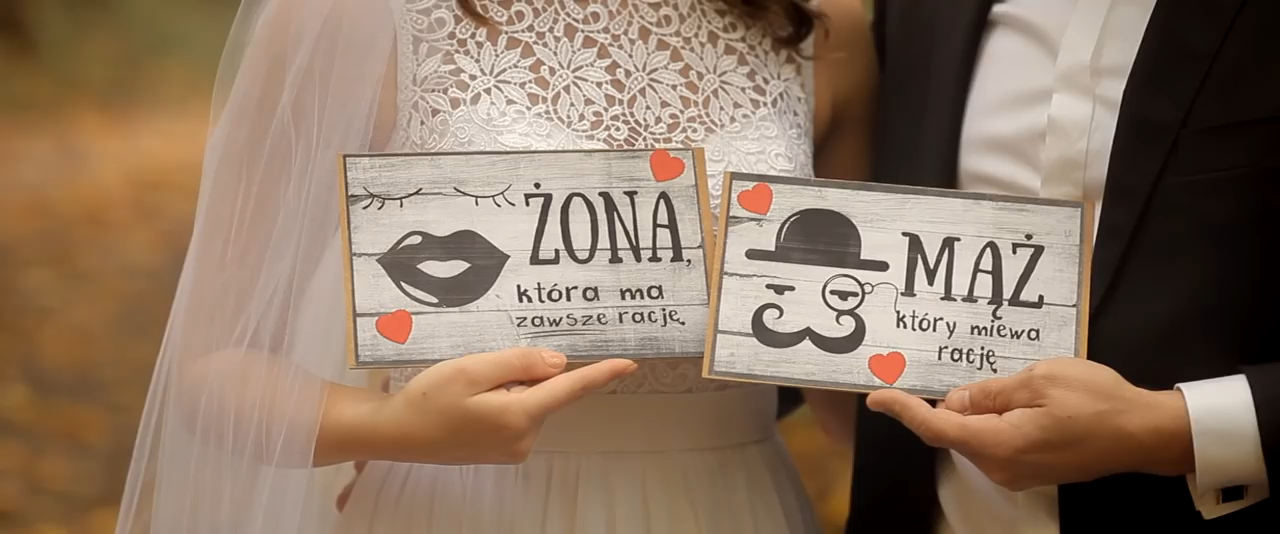 ŻONA,
która ma
zawsze rację
MĄŻ
który miewa
rację